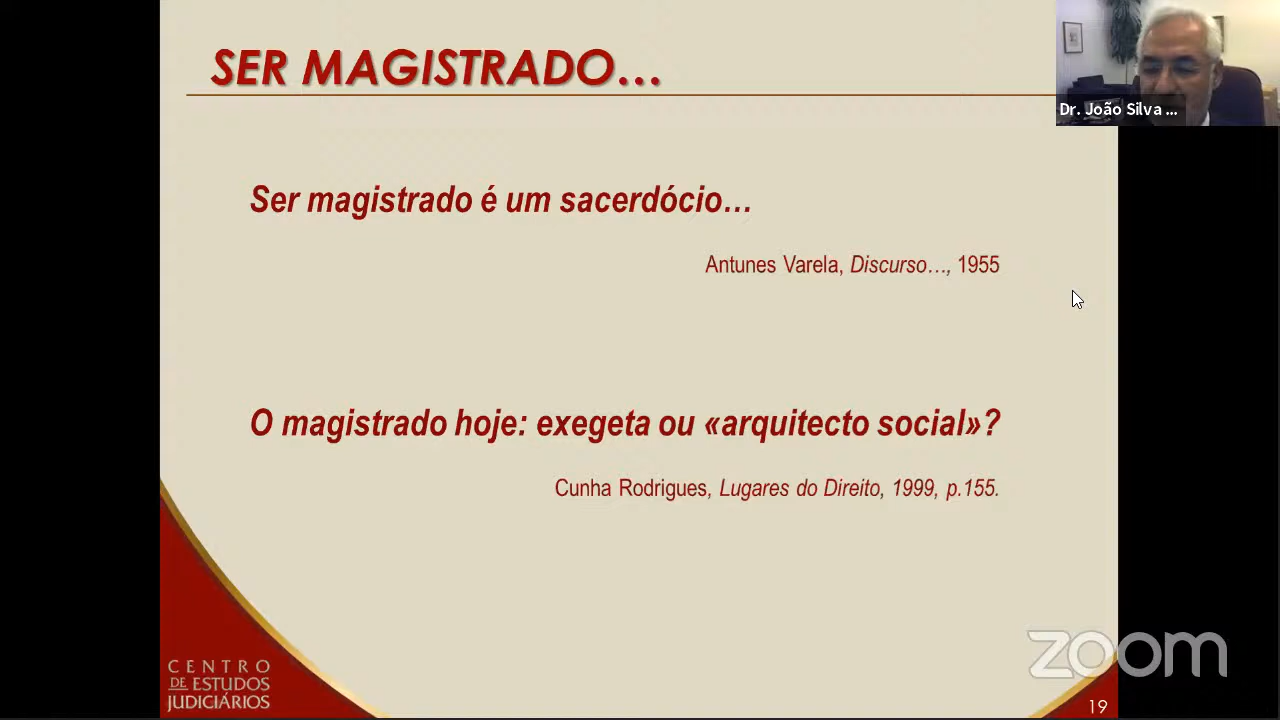 SER MAGISTRADO...
Dr. João Silva ...
Ser magistrado é um sacerdócio...
Antunes Varela, Discurso..., 1955
O magistrado hoje: exegeta ou «arquitecto social»?
Cunha Rodrigues, Lugares do Direito, 1999, p.155.
CENTRO
DE ESTUDOS
JUDICIÁRIOS
zoom
19